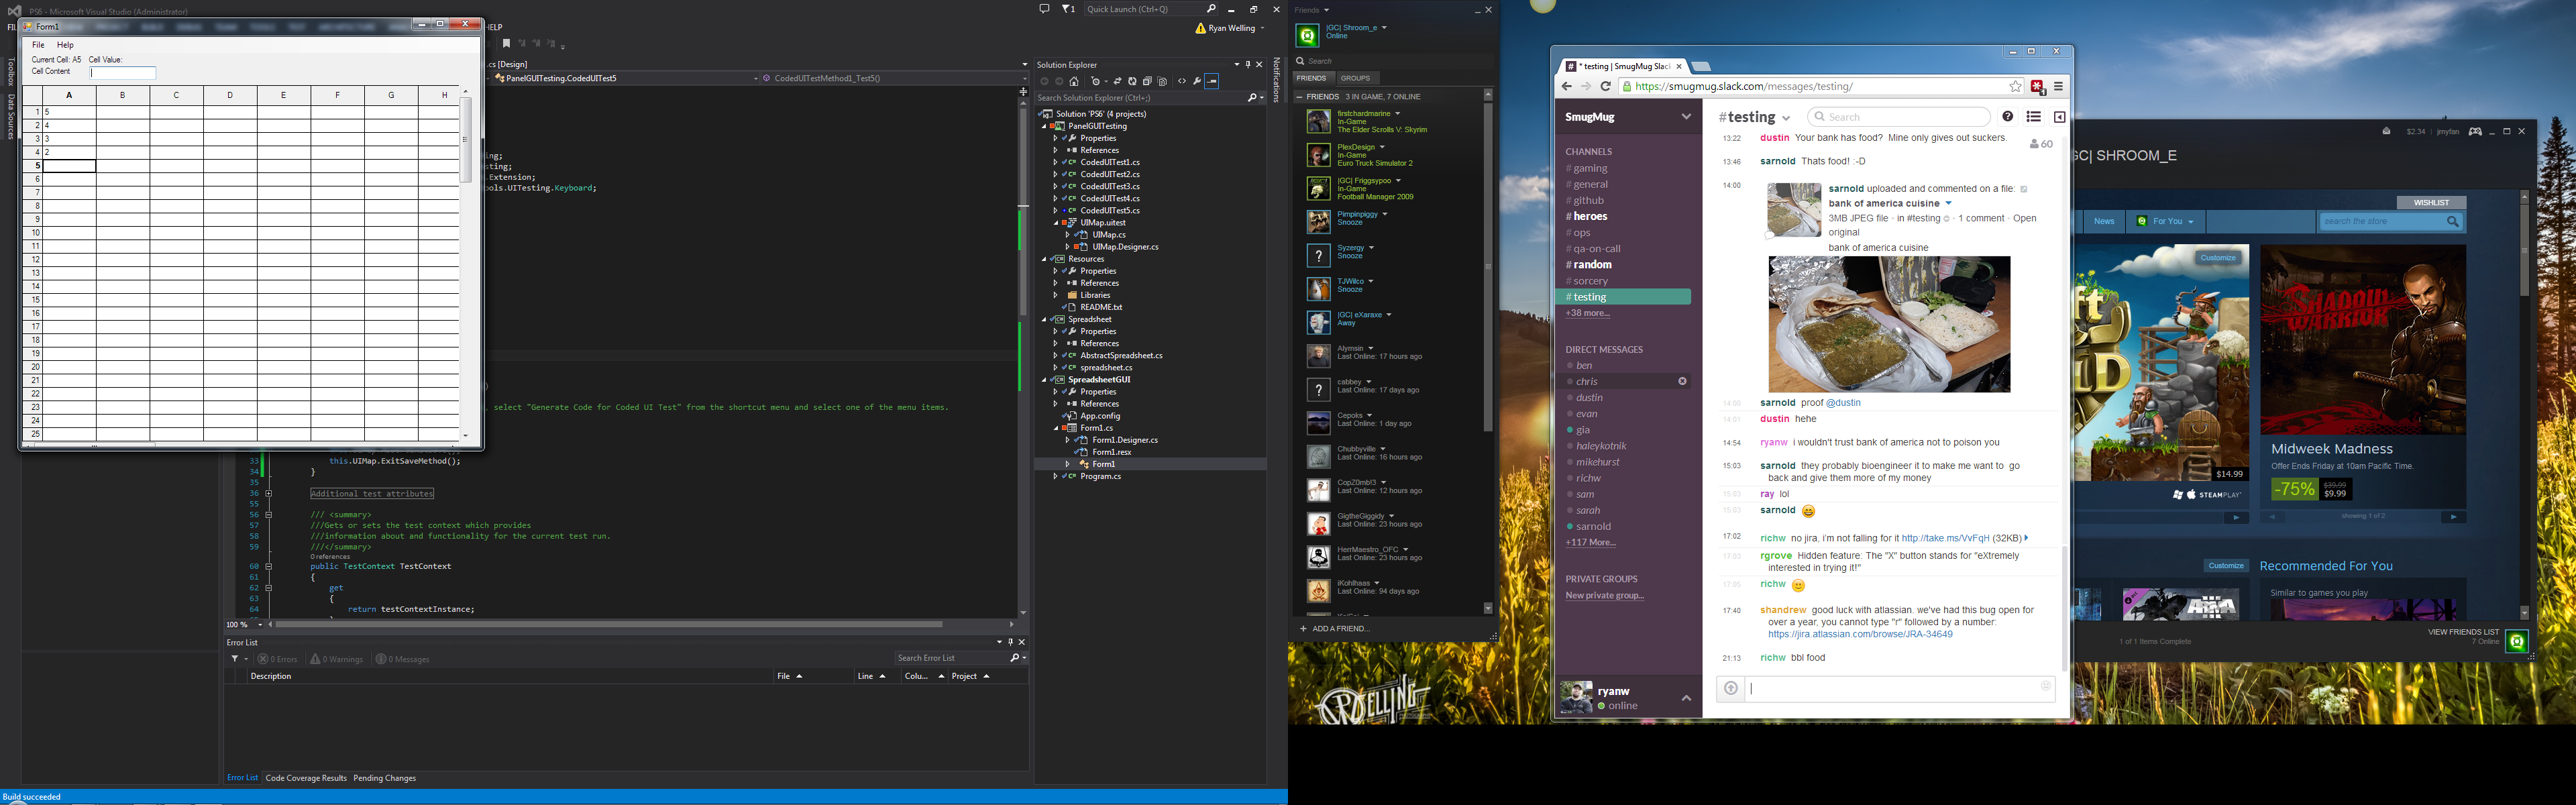 PS6 - Microsoft Visual Studio (Administrator)
Quick Launch (Ctrl+Q)
HELP
Ryan Welling
Form1
File Help
Current Cell: A5 Cell Value:
Cell Content
A B C D E F G H
1 5
2 4
3 3
4 2
5
6
7
8
9
10
11
12
13
14
15
16
17
18
19
20
21
22
23
24
25
Toolbox
Data Sources
.cs [Design]
PanelGUITesting.CodedUITest5
CodedUITestMethod1_Test5()
ing;
sting;
.Extension;
ools.UITesting.Keyboard;
, select "Generate Code for Coded UI Test" from the shortcut menu and select one of the menu items.
33 this.UIMap.ExitSaveMethod();
34 }
35
36 Additional test attributes
55
56 /// <summary>
57 ///Gets or sets the test context which provides
58 ///information about and functionality for the current test run.
59 ///</summary>
0 references
60 public TestContext TestContext
61 {
62 get
63 {
64 return testContextInstance;
100 %
Error List
0 Errors
0 Warnings
0 Messages
Search Error List
Description File Line Colu... Project
Error List Code Coverage Results Pending Changes
Build succeeded
Notifications
Solution Explorer
Search Solution Explorer (Ctrl+;)
Solution 'PS6' (4 projects)
PanelGUITesting
Properties
References
CodedUITest1.cs
CodedUITest2.cs
CodedUITest3.cs
CodedUITest4.cs
CodedUITest5.cs
UIMap.uitest
UIMap.cs
UIMap.Designer.cs
Resources
Properties
References
Libraries
README.txt
Spreadsheet
Properties
References
AbstractSpreadsheet.cs
spreadsheet.cs
SpreadsheetGUI
Properties
References
App.config
Form1.cs
Form1.Designer.cs
Form1.resx
Form1
Program.cs
Friends
|GC| Shroom_e
Online
Search
FRIENDS GROUPS
FRIENDS 3 IN GAME, 7 ONLINE
firstchardmarine
In-Game
The Elder Scrolls V: Skyrim
PlexDesign
In-Game
Euro Truck Simulator 2
|GC| Friggsypoo
In-Game
Football Manager 2009
Pimpinpiggy
Snooze
Syzergy
Snooze
TJWilco
Snooze
|GC| eXaraxe
Away
Alymsin
Last Online: 17 hours ago
cabbey
Last Online: 17 days ago
Cepoks
Last Online: 1 day ago
Chubbyville
Last Online: 16 hours ago
CopZ0mb!3
Last Online: 12 hours ago
GigtheGiggidy
Last Online: 23 hours ago
HerrMaestro_OFC
Last Online: 23 hours ago
iKohlhaas
Last Online: 94 days ago
+ ADD A FRIEND...
* testing | SmugMug Slac
https://smugmug.slack.com/messages/testing/
SmugMug
CHANNELS
# gaming
# general
# github
# heroes
# ops
# qa-on-call
# random
# sorcery
# testing
+38 more...
DIRECT MESSAGES
ben
chris
dustin
evan
gia
haleykotnik
mikehurst
richw
sam
sarah
sarnold
+117 More...
PRIVATE GROUPS
New private group...
ryanw
online
#testing
Search
60
13:22 dustin Your bank has food? Mine only gives out suckers.
13:46 sarnold Thats food! :-D
14:00 sarnold uploaded and commented on a file:
bank of america cuisine
3MB JPEG file · in #testing · 1 comment · Open
original
bank of america cuisine
14:00 sarnold proof @dustin
14:01 dustin hehe
14:54 ryanw i wouldn't trust bank of america not to poison you
15:03 sarnold they probably bioengineer it to make me want to go
back and give them more of my money
15:03 ray lol
15:03 sarnold
17:02 richw no jira, i'm not falling for it http://take.ms/VvFqH (32KB)
17:03 rgrove Hidden feature: The "X" button stands for "eXtremely
interested in trying it!"
17:05 richw
17:40 shandrew good luck with atlassian. we've had this bug open for
over a year, you cannot type "r" followed by a number:
https://jira.atlassian.com/browse/JRA-34649
21:13 richw bbl food
$2.34 jmyfan
GC| SHROOM_E
WISHLIST
News For You
search the store
Customize
$14.99
STEAMPLAY
SHADOW
WARRIOR
Midweek Madness
Offer Ends Friday at 10am Pacific Time.
-75% $39.99
$9.99
showing 1 of 2
Customize
Recommended For You
Similar to games you play
ARMA
1 of 1 Items Complete
VIEW FRIENDS LIST
7 Online